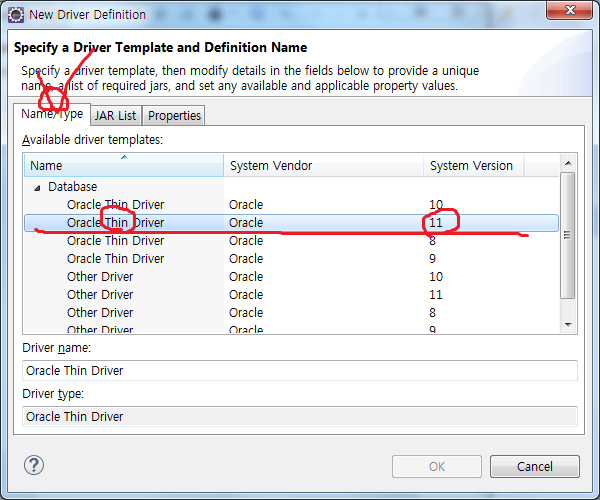 New Driver Definition
Specify a Driver Template and Definition Name
Specify a driver template, then modify details in the fields below to provide a unique
name, a list of required jars, and set any available and applicable property values.
Name/Type JAR List Properties
Available driver templates:
Name System Vendor System Version
Database
Oracle Thin Driver Oracle 10
Oracle Thin Driver Oracle 11
Oracle Thin Driver Oracle 8
Oracle Thin Driver Oracle 9
Other Driver Oracle 10
Other Driver Oracle 11
Other Driver Oracle 8
Other Driver Oracle 9
Driver name:
Oracle Thin Driver
Driver type:
Oracle Thin Driver
? OK Cancel